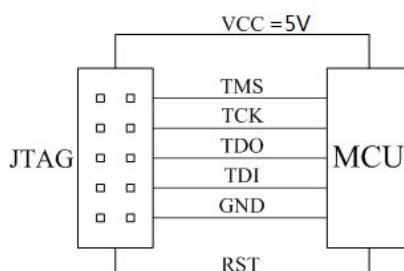 VCC =5V
TMS
TCK
JTAG
TDO
MCU
TDI
GND
RST